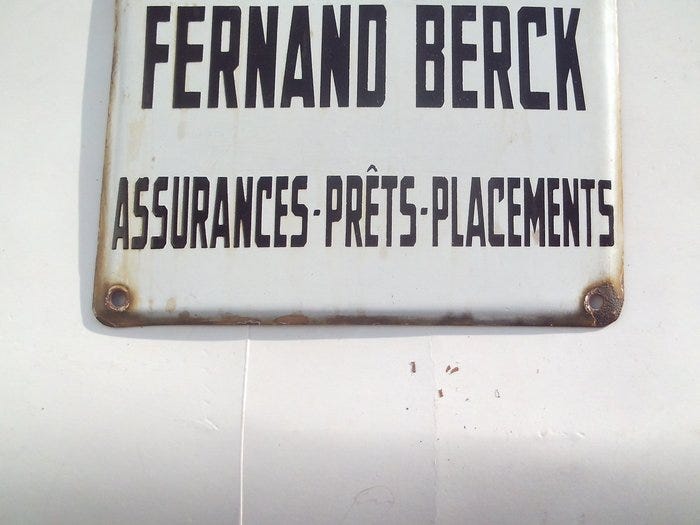 FERNAND BERCK
ASSURANCES-PRÊTS-PLACEMENTS